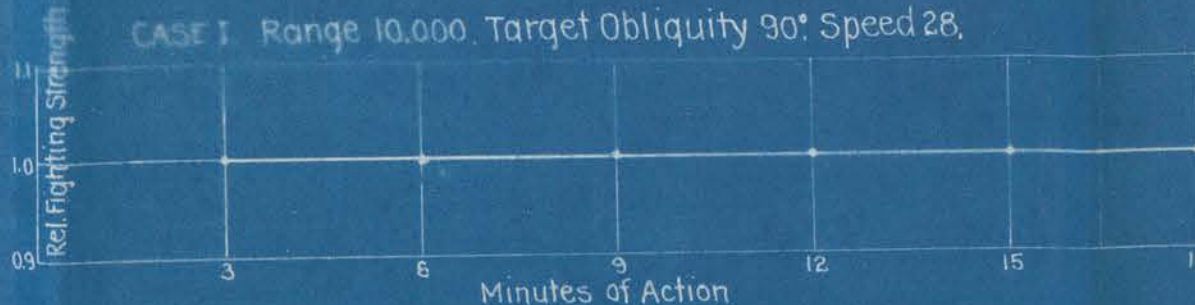 CASE I Range 10.000. Target Obliquity 90°. Speed 28.
Rel. Fighting Strength
1.1
1.0
0.9
3 6 9 12 15 1
Minutes of Action